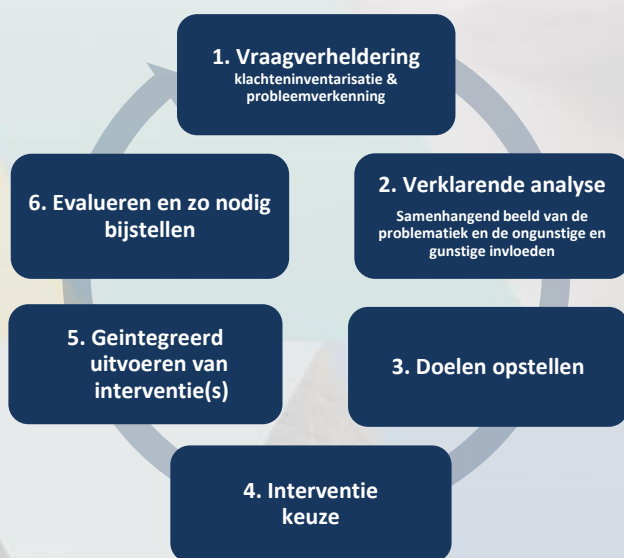 1. Vraagverheldering
klachteninventarisatie &
probleemverkenning
2. Verklarende analyse
Samenhangend beeld van de
problematiek en de ongunstige en
gunstige invloeden
3. Doelen opstellen
4. Interventie
keuze
5. Geintegreerd
uitvoeren van
interventie(s)
6. Evalueren en zo nodig
bijstellen